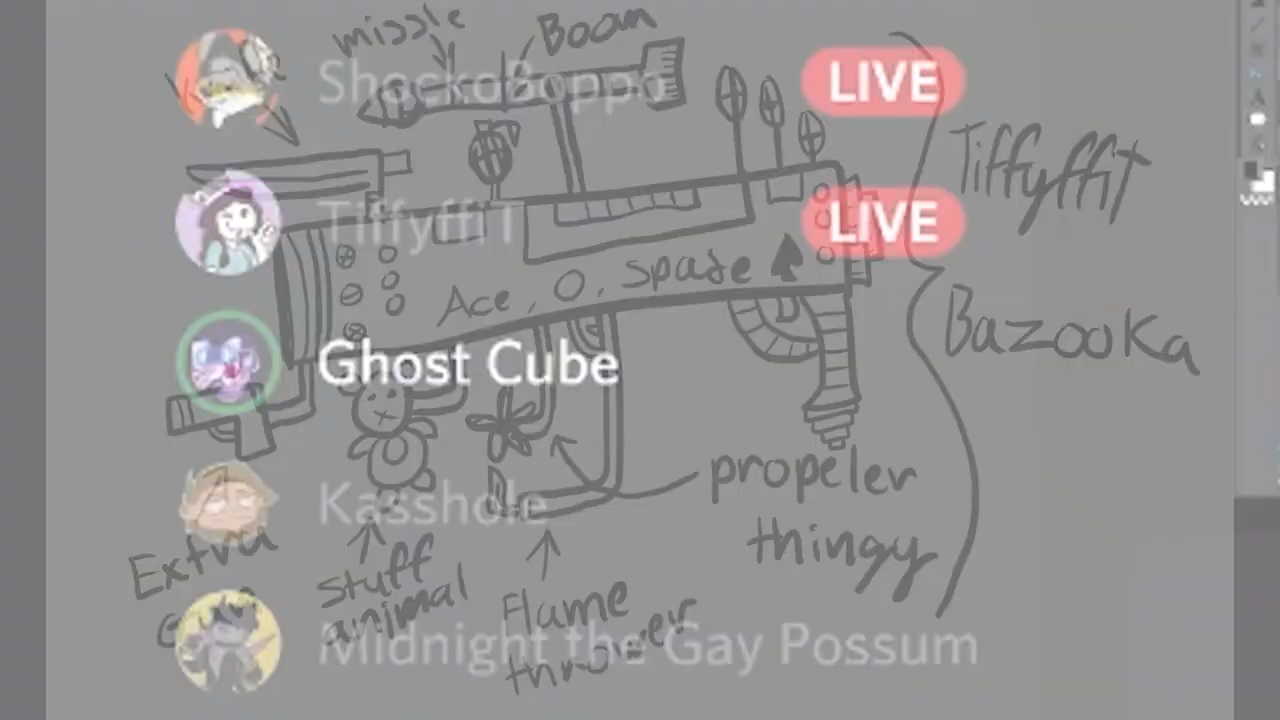 missle
Boom
ShockoBoppo
LIVE
Tiffyffit
Tiffyffit
LIVE
Ace, O, Spade
D
Bazooka
Ghost Cube
propeler
thingy
Kasshole
Extra
Stuff
animal
Flame
thrower
Midnight the Gay Possum